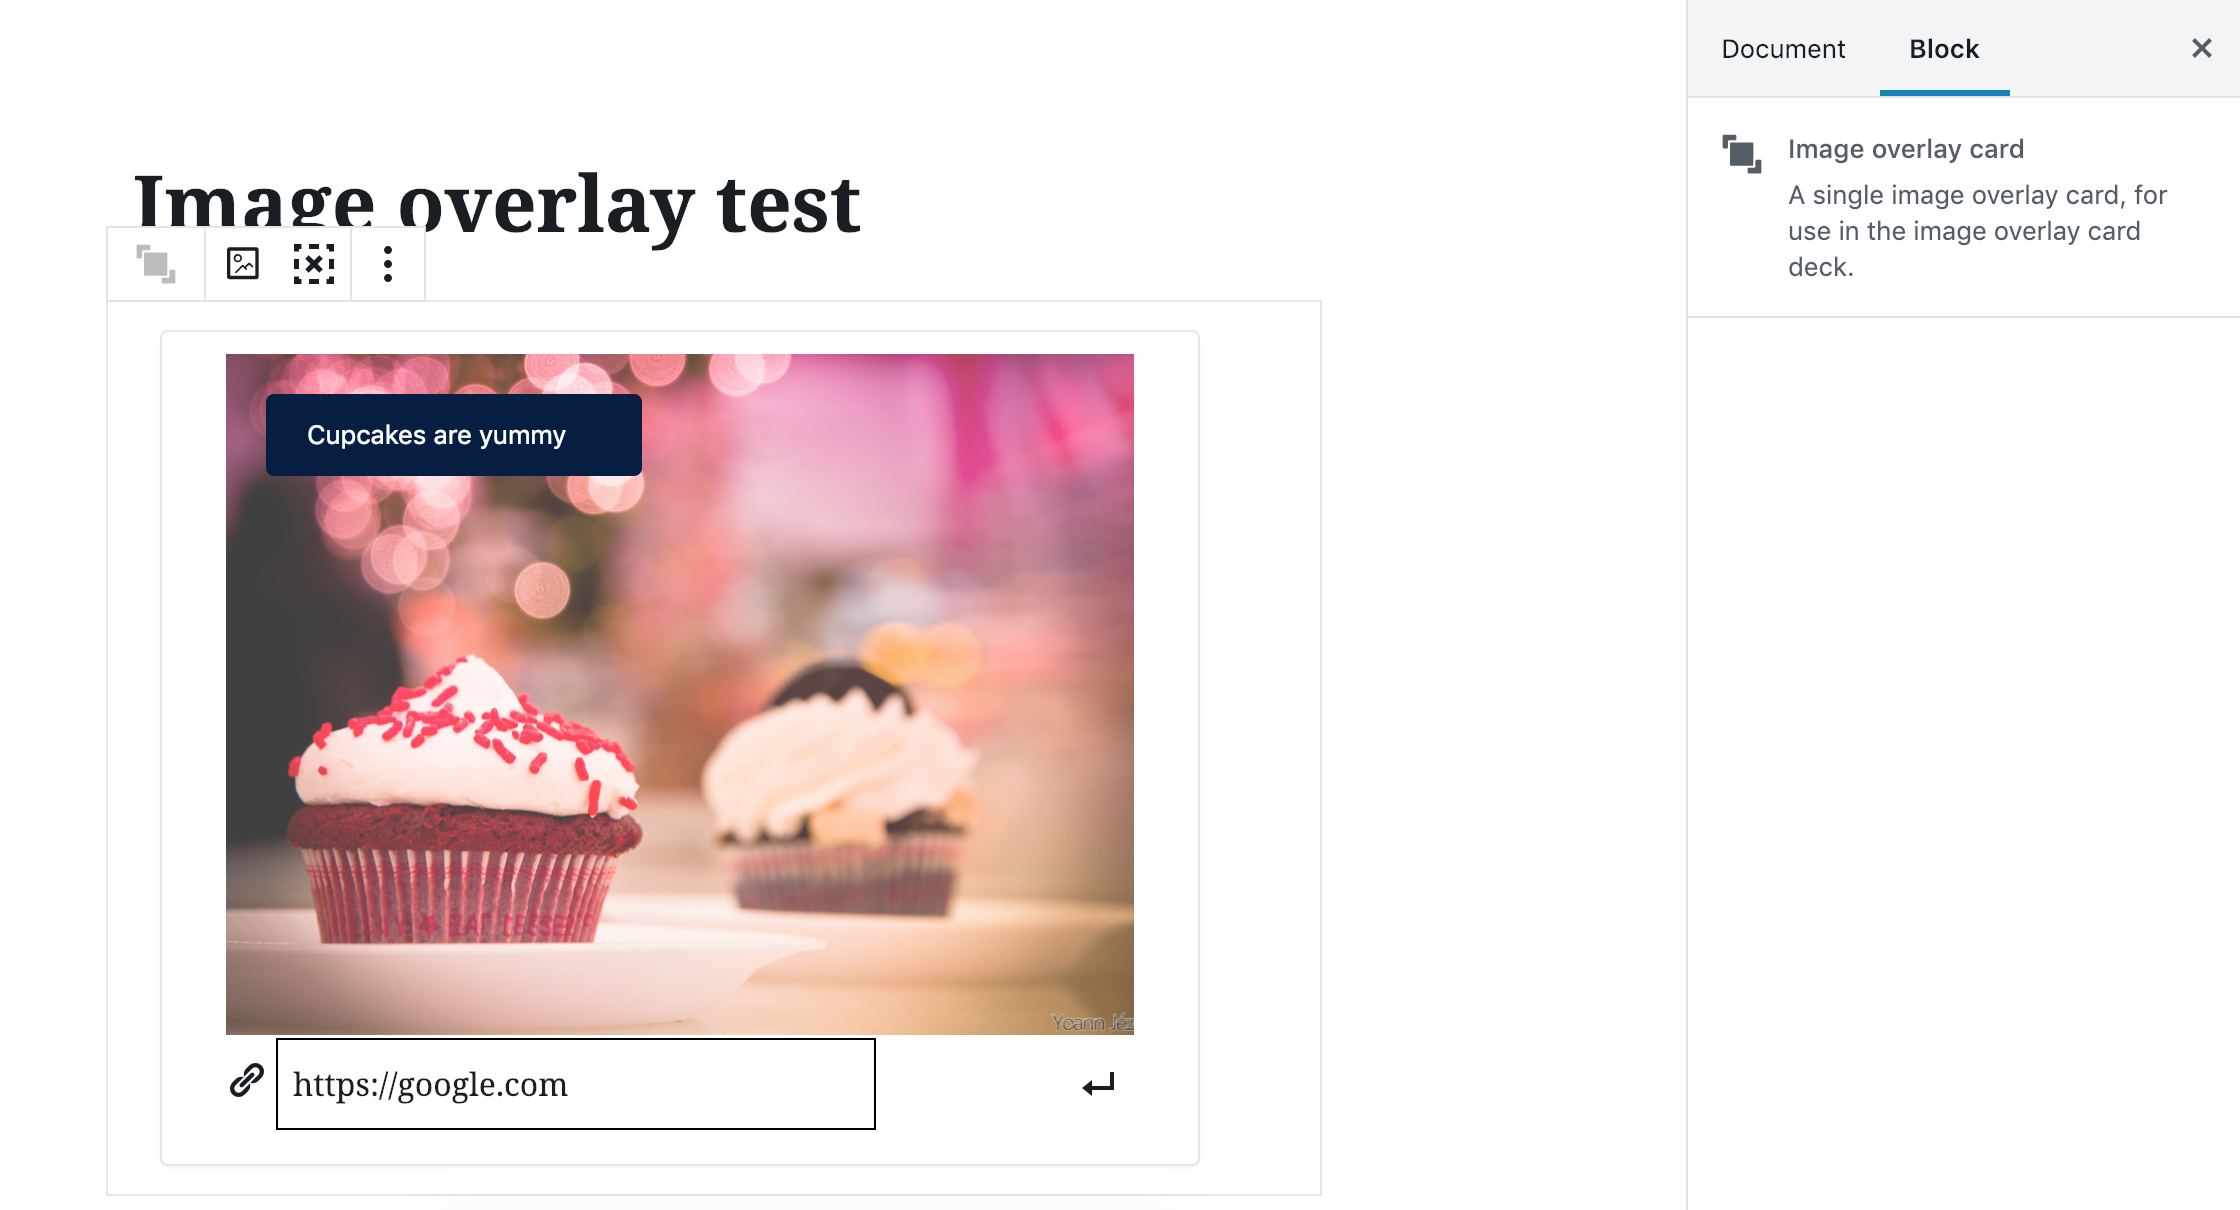 Document Block
Image overlay card
A single image overlay card, for
use in the image overlay card
deck.
Image overlay test
Cupcakes are yummy
Yoann Jéz
https://google.com